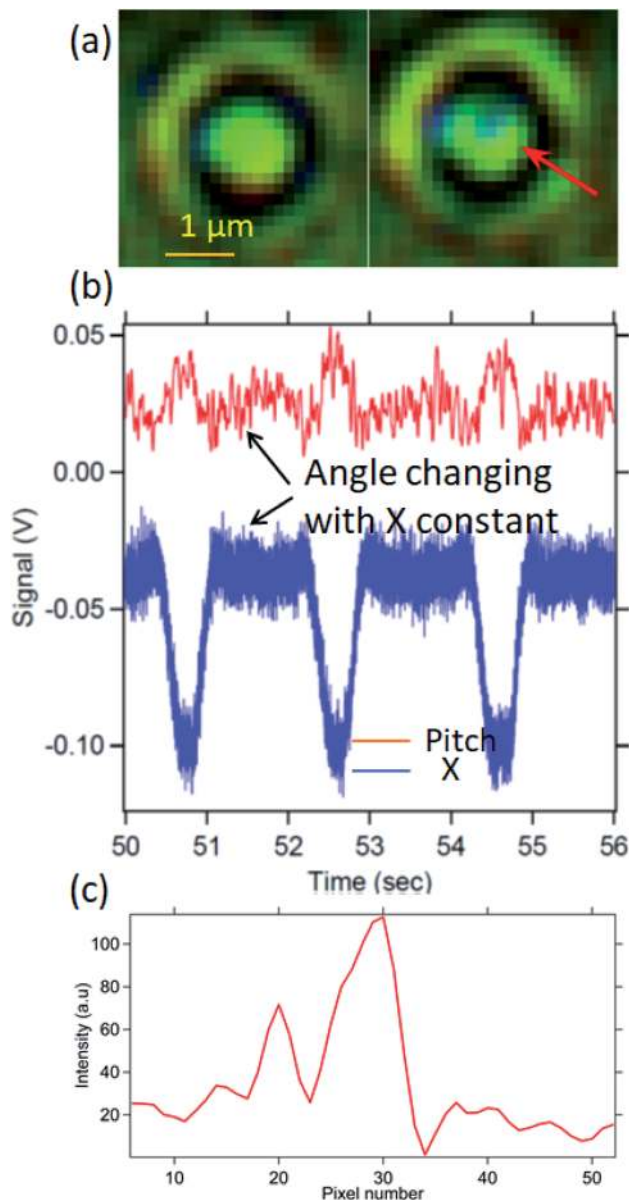 (a)
1 μm
(b)
0.05
0.00
-0.05
-0.10
Signal (V)
Angle changing
with X constant
Pitch
X
50 51 52 53 54 55 56
Time (sec)
(c)
100
80
60
40
20
Intensity (a.u)
10 20 30 40 50
Pixel number